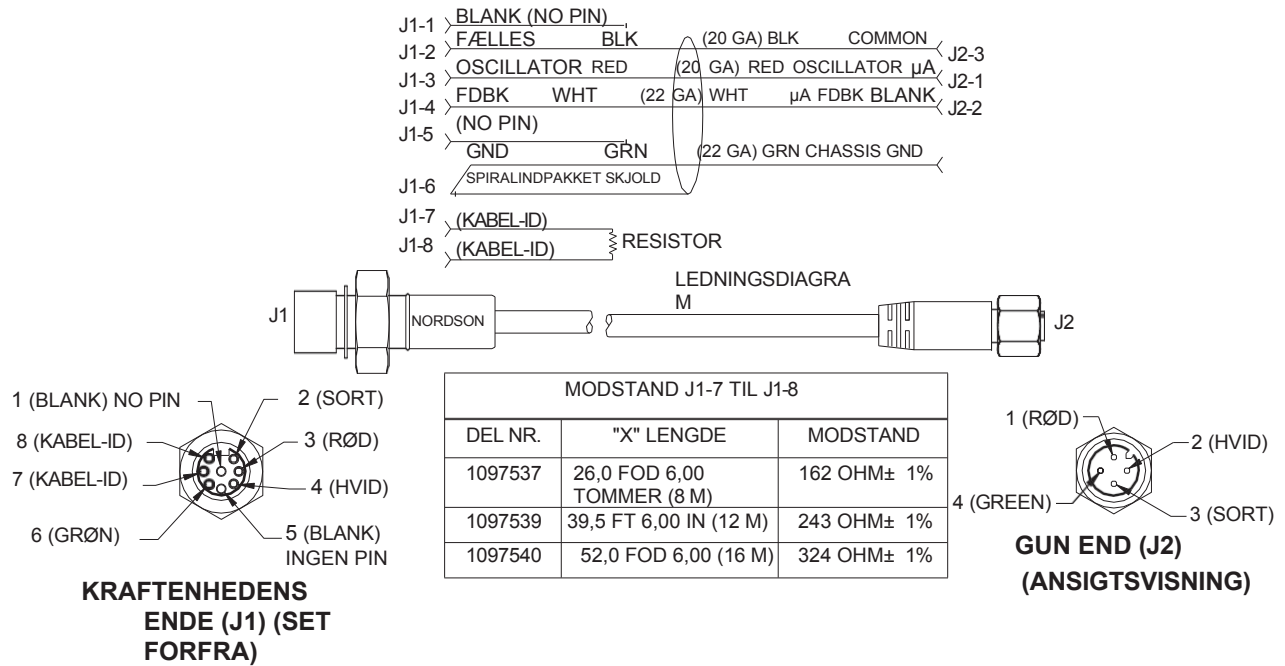 J1-1 BLANK (NO PIN)
J1-2 FÆLLES BLK (20 GA) BLK COMMON J2-3
J1-3 OSCILLATOR RED (20 GA) RED OSCILLATOR µA J2-1
J1-4 FDBK WHT (22 GA) WHT µA FDBK BLANK J2-2
J1-5 (NO PIN)
GND GRN (22 GA) GRN CHASSIS GND
J1-6 SPIRALINDPAKKET SKJOLD
J1-7 (KABEL-ID)
J1-8 (KABEL-ID)
RESISTOR
LEDNINGSDIAGRA
M
J1
NORDSON
J2
1 (BLANK) NO PIN
2 (SORT)
8 (KABEL-ID)
3 (RØD)
7 (KABEL-ID)
4 (HVID)
6 (GRØN)
5 (BLANK)
INGEN PIN
KRAFTENHEDENS
ENDE (J1) (SET
FORFRA)
MODSTAND J1-7 TIL J1-8
DEL NR. "X" LENGDE MODSTAND
1097537 26,0 FOD 6,00 162 OHM± 1%
TOMMER (8 M)
1097539 39,5 FT 6,00 IN (12 M) 243 OHM± 1%
1097540 52,0 FOD 6,00 (16 M) 324 OHM± 1%
1 (RØD)
2 (HVID)
4 (GREEN)
3 (SORT)
GUN END (J2)
(ANSIGTSVISNING)